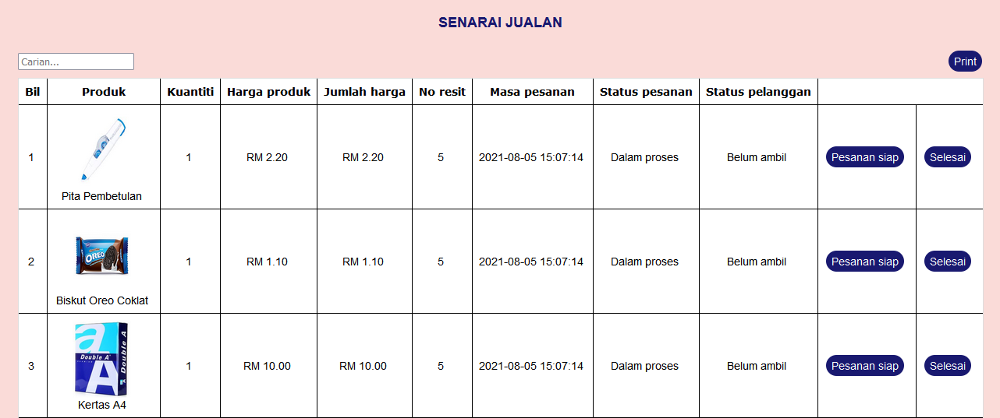 SENARAI JUALAN
Carian...
Print
Bil Produk Kuantiti Harga produk Jumlah harga No resit Masa pesanan Status pesanan Status pelanggan
1 Pita Pembetulan 1 RM 2.20 RM 2.20 5 2021-08-05 15:07:14 Dalam proses Belum ambil Pesanan siap Selesai
OREO
2 Biskut Oreo Coklat 1 RM 1.10 RM 1.10 5 2021-08-05 15:07:14 Dalam proses Belum ambil Pesanan siap Selesai
a
Double A
A
Double A
3 Kertas A4 1 RM 10.00 RM 10.00 5 2021-08-05 15:07:14 Dalam proses Belum ambil Pesanan siap Selesai